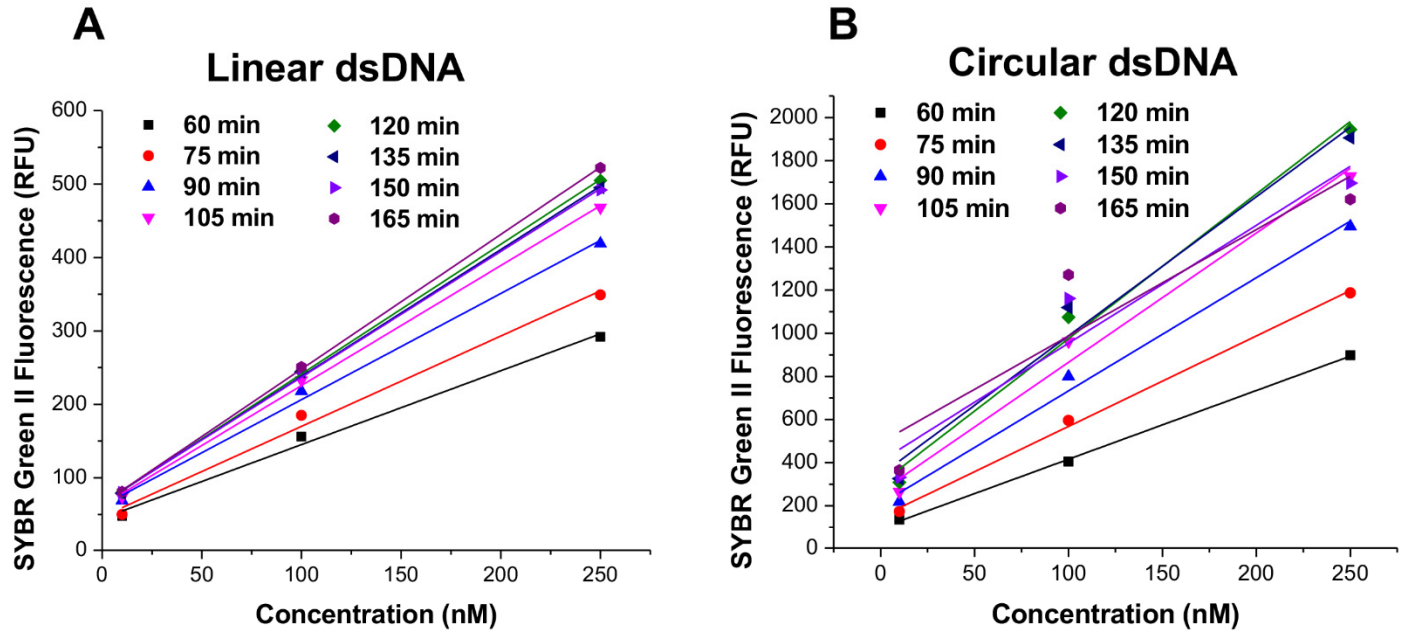 A
Linear dsDNA
SYBR Green II Fluorescence (RFU)
600
500
400
300
200
100
0
60 min
75 min
90 min
105 min
120 min
135 min
150 min
165 min
0 50 100 150 200 250
Concentration (nM)
B
Circular dsDNA
SYBR Green II Fluorescence (RFU)
2000
1800
1600
1400
1200
1000
800
600
400
200
0
60 min
75 min
90 min
105 min
120 min
135 min
150 min
165 min
0 50 100 150 200 250
Concentration (nM)